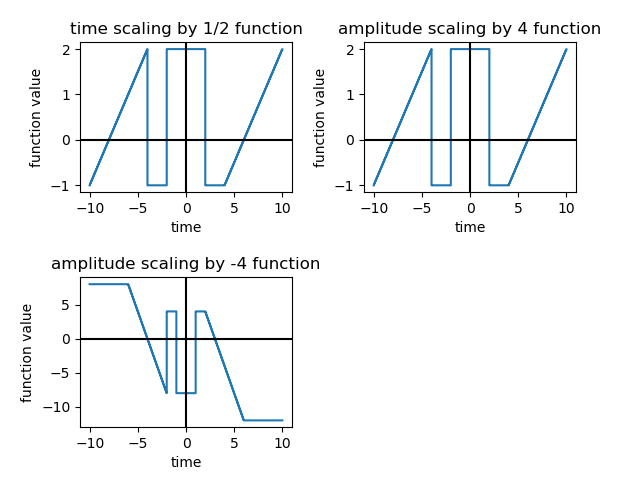 time scaling by 1/2 function
function value
2
1
0
−1
−10 −5 0 5 10
time
amplitude scaling by 4 function
function value
2
1
0
−1
−10 −5 0 5 10
time
amplitude scaling by -4 function
function value
5
0
−5
−10
−10 −5 0 5 10
time